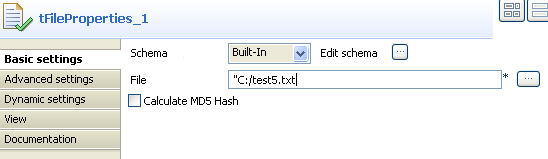 tFileProperties_1
Basic settings
Advanced settings
Dynamic settings
View
Documentation
Schema Built-In Edit schema ...
File "C:/test5.txt * ...
Calculate MD5 Hash